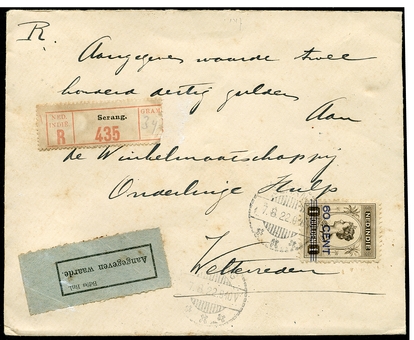 R.
Aangegeven waarde twee
honderd dertig gulden
Aan
NED.
INDIE.
R
Serang.
435
GRAM.
de Winkelmaatschappij
Onderlinge Hulp
Weltevreden
60 CENT
NED. INDIE
Aangegeven waarde.